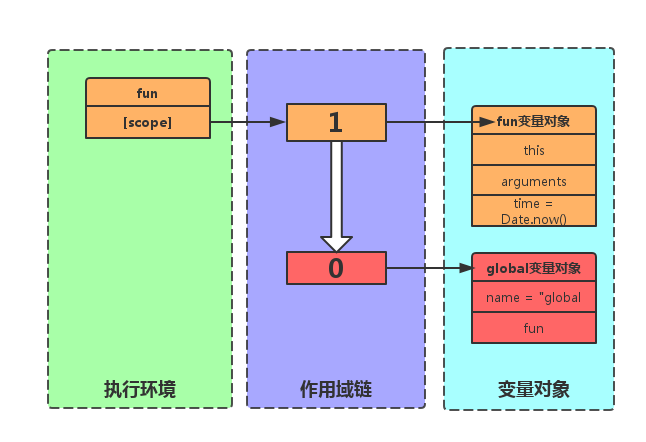 fun
[scope]
执行环境
1
0
作用域链
fun变量对象
this
arguments
time =
Date.now()
global变量对象
name = "global
fun
变量对象